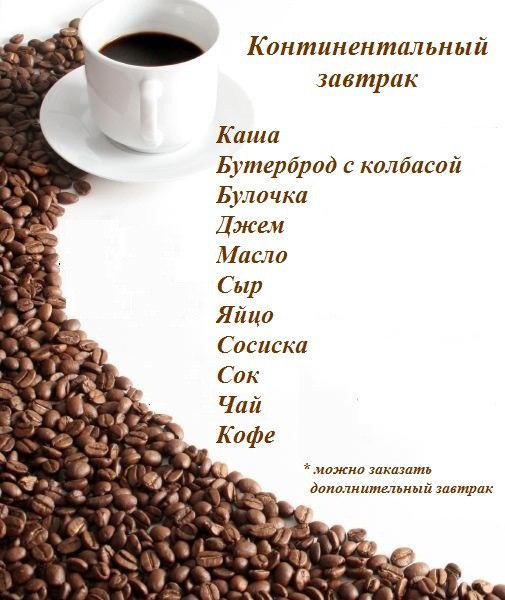 Континентальный
завтрак
Каша
Бутерброд с колбасой
Булочка
Джем
Масло
Сыр
Яйцо
Сосиска
Сок
Чай
Кофе
* можно заказать
дополнительный завтрак